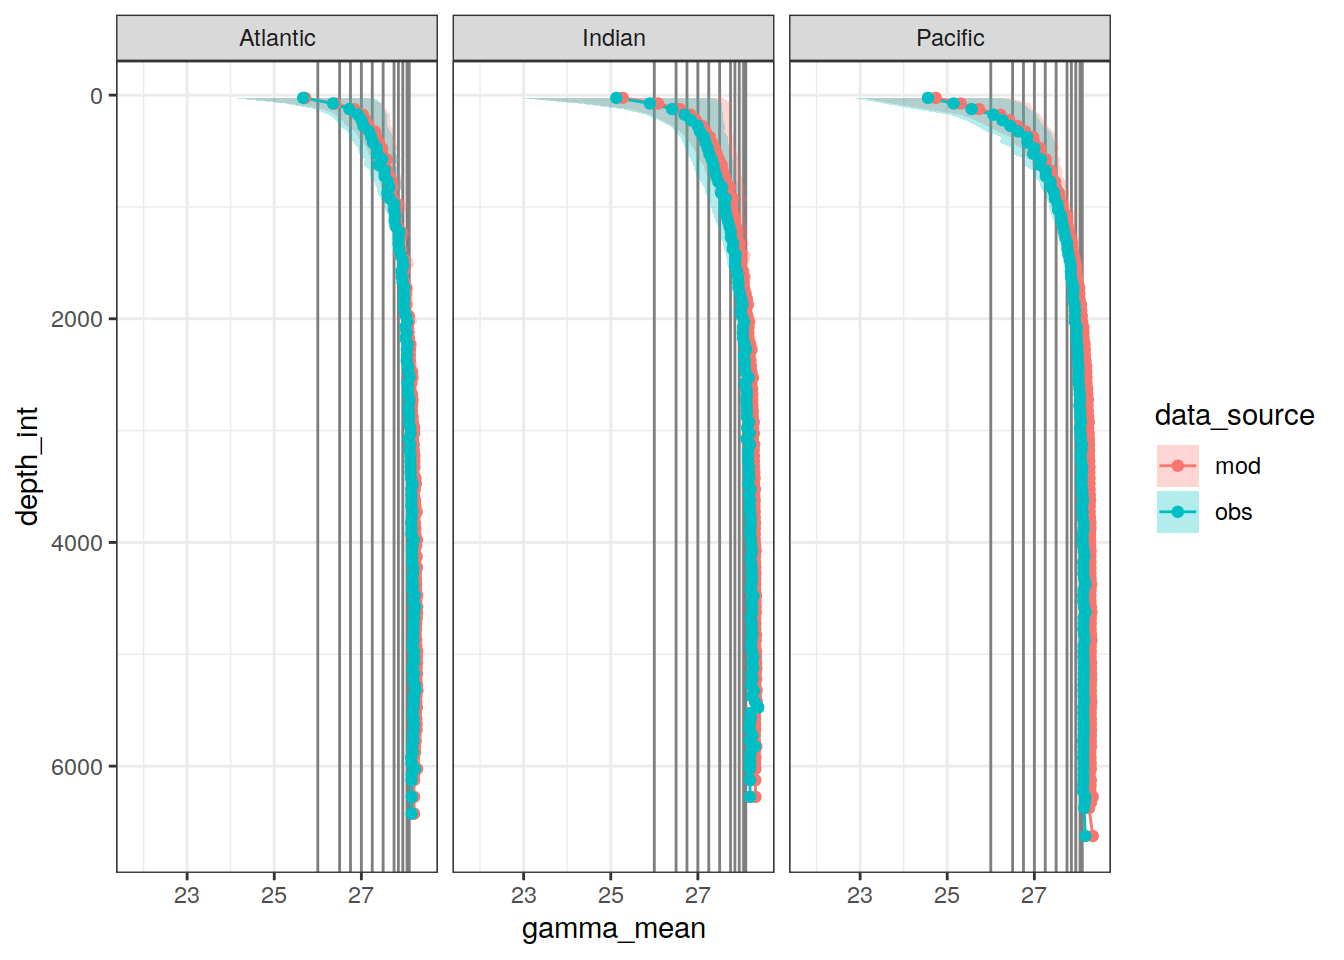 Atlantic Indian Pacific
0
2000
4000
6000
depth_int
23 25 27 23 25 27 23 25 27
gamma_mean
data_source
mod
obs